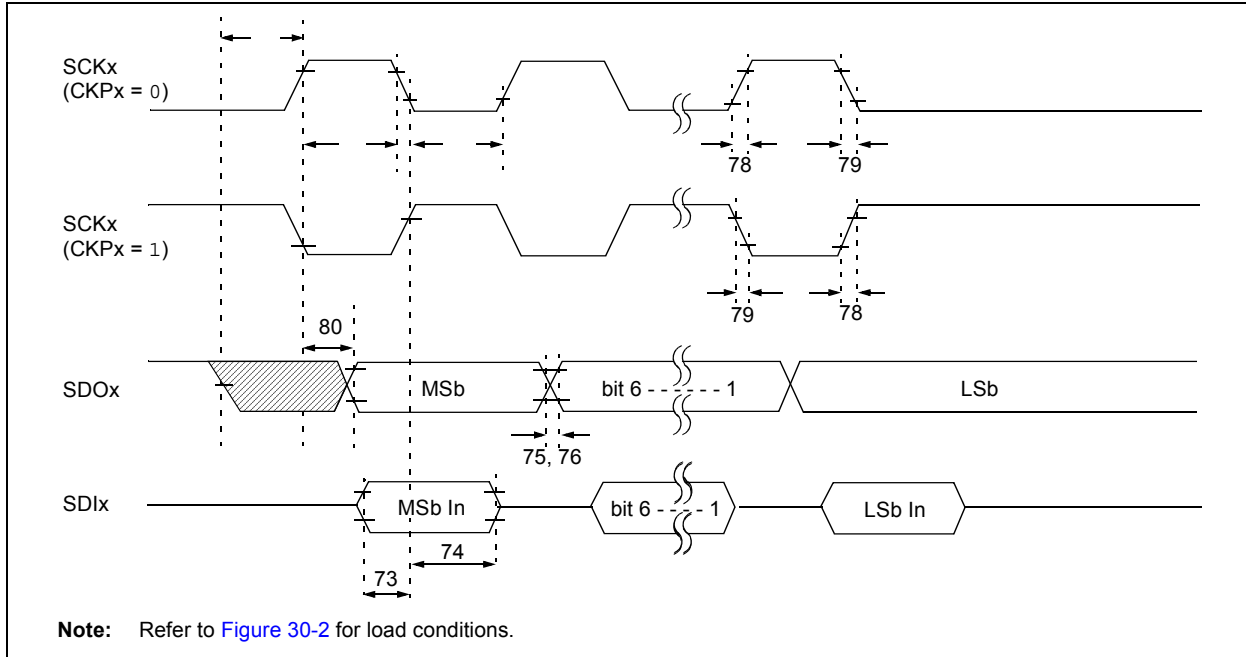 SCKx
(CKPx = 0)
78
79
SCKx
(CKPx = 1)
79
78
80
SDOx
MSb
bit 6 - - - - - - 1
LSb
75, 76
SDIx
MSb In
bit 6 - - - - - 1
LSb In
74
73
Note: Refer to Figure 30-2 for load conditions.